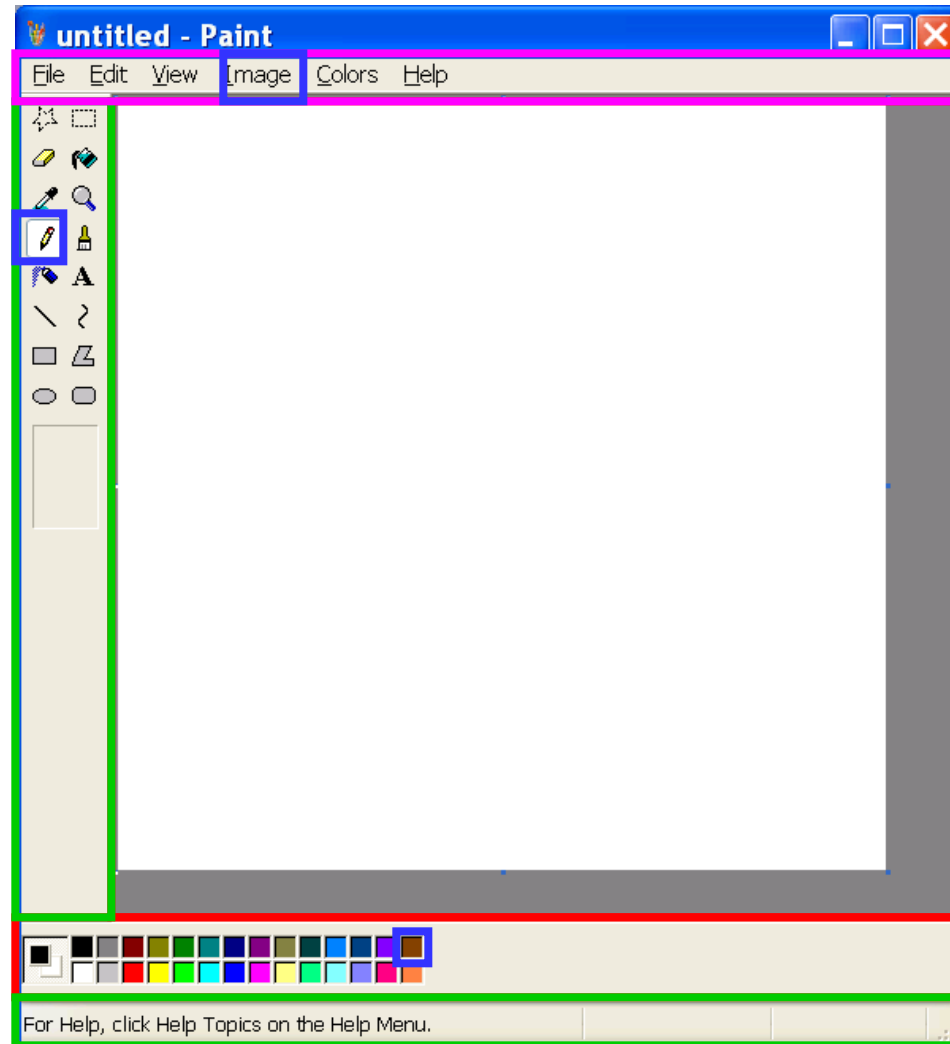 untitled - Paint
File Edit View Image Colors Help
A
For Help, click Help Topics on the Help Menu.